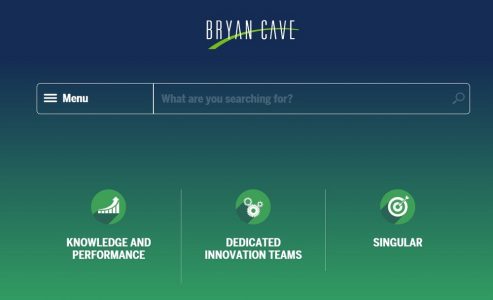 BRYAN CAVE
Menu
What are you searching for?
KNOWLEDGE AND
PERFORMANCE
DEDICATED
INNOVATION TEAMS
SINGULAR